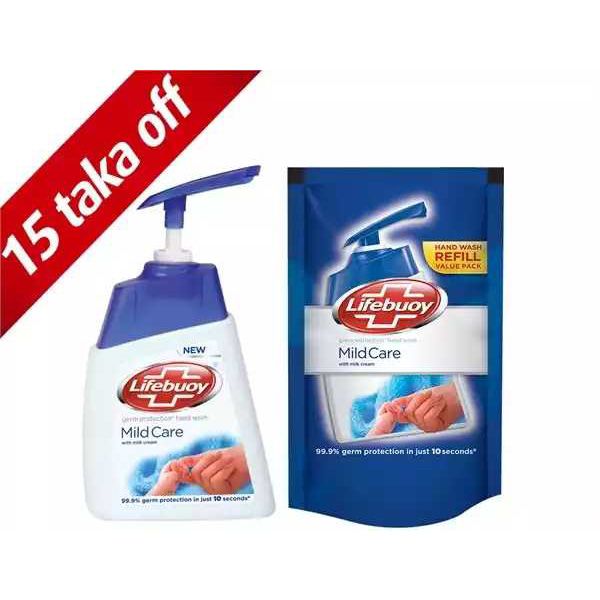 15 taka off
NEW
Lifebuoy
germ protection* hand wash
Mild Care
with milk cream
99.9% germ protection in just 10 seconds*
HAND WASH
REFILL
VALUE PACK
Lifebuoy
germ protection* hand wash
Mild Care
with milk cream
99.9% germ protection in just 10 seconds*